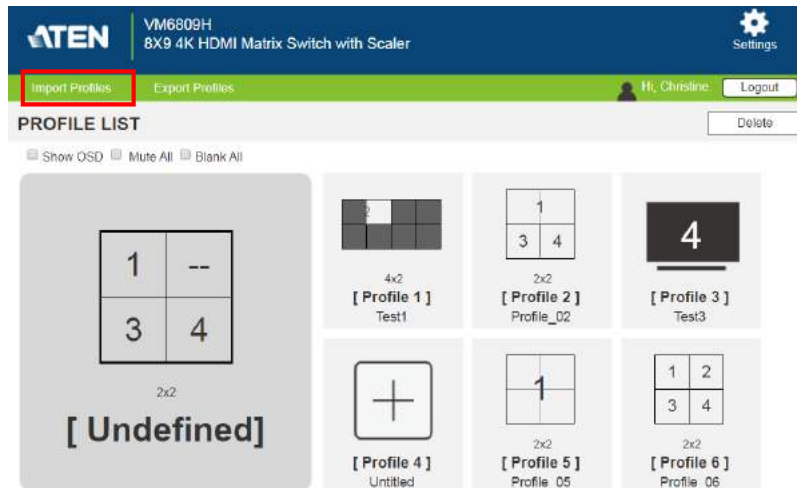 ATEN
VM6809H
8X9 4K HDMI Matrix Switch with Scaler
Settings
Import Profiles
Export Profiles
Hi, Christine
Logout
PROFILE LIST
Delete
Show OSD Mute All Blank All
1 --
3 4
2x2
[ Undefined]
2
4x2
[ Profile 1 ]
Test1
1
3 4
2x2
[ Profile 2 ]
Profile_02
4
[ Profile 3 ]
Test3
[ Profile 4 ]
Untitled
1
2x2
[ Profile 5 ]
Profile_05
1 2
3 4
2x2
[ Profile 6 ]
Profile_06